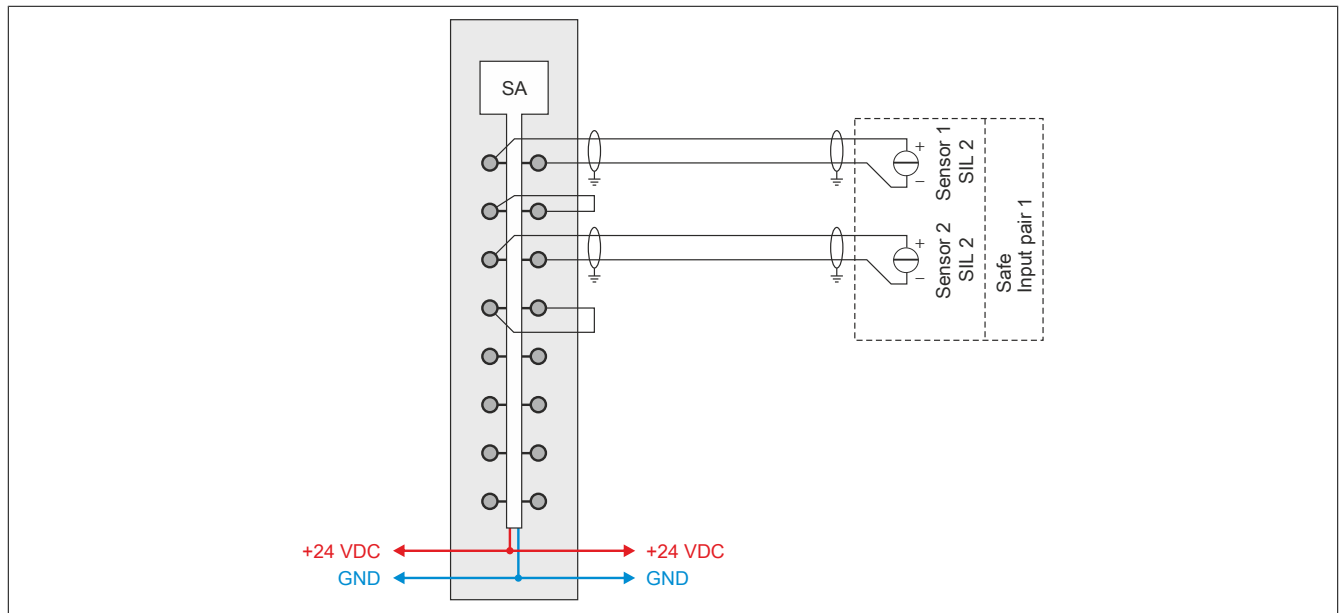 SA
+
−
Sensor 1
SIL 2
+
−
Sensor 2
SIL 2
Safe
Input pair 1
+24 VDC
+24 VDC
GND
GND